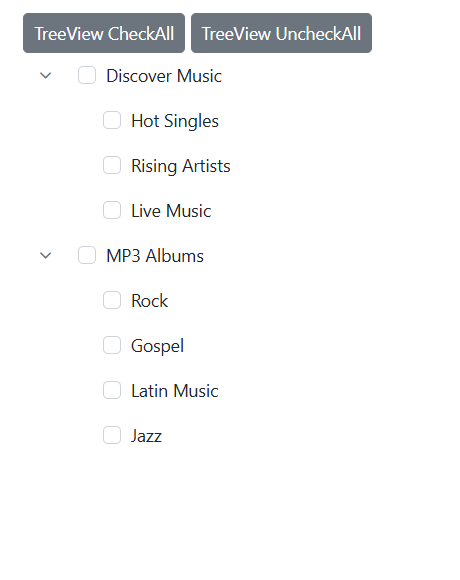 TreeView CheckAll TreeView UncheckAll
Discover Music
Hot Singles
Rising Artists
Live Music
MP3 Albums
Rock
Gospel
Latin Music
Jazz